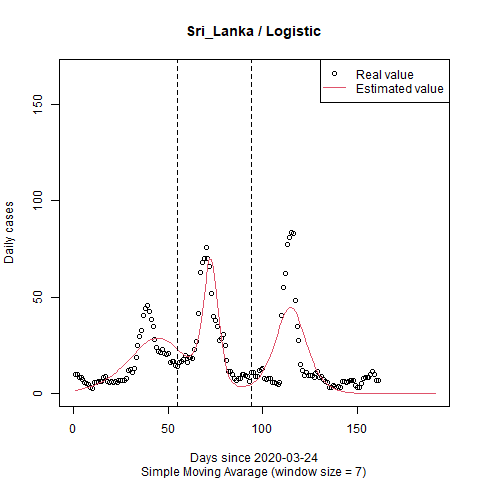 Sri_Lanka / Logistic
Real value
Estimated value
Daily cases
150
100
50
0
0 50 100 150
Days since 2020-03-24
Simple Moving Avarage (window size = 7)